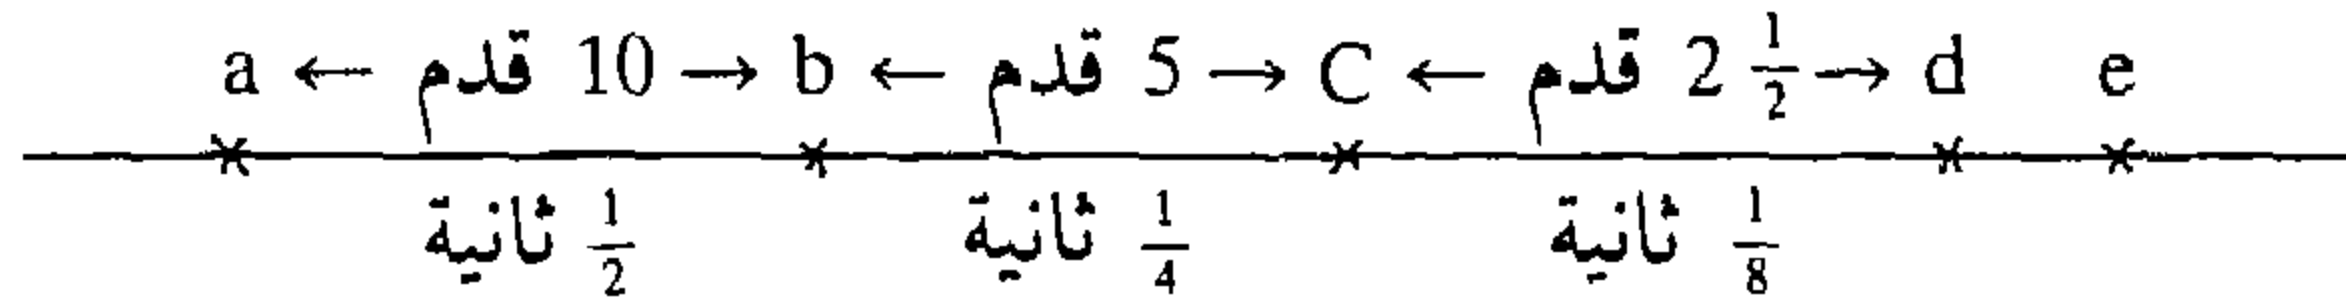 a ← 10 قدم → b ← 5 قدم → C ← 2 1/2 قدم → d e
1/2 ثانية 1/4 ثانية 1/8 ثانية